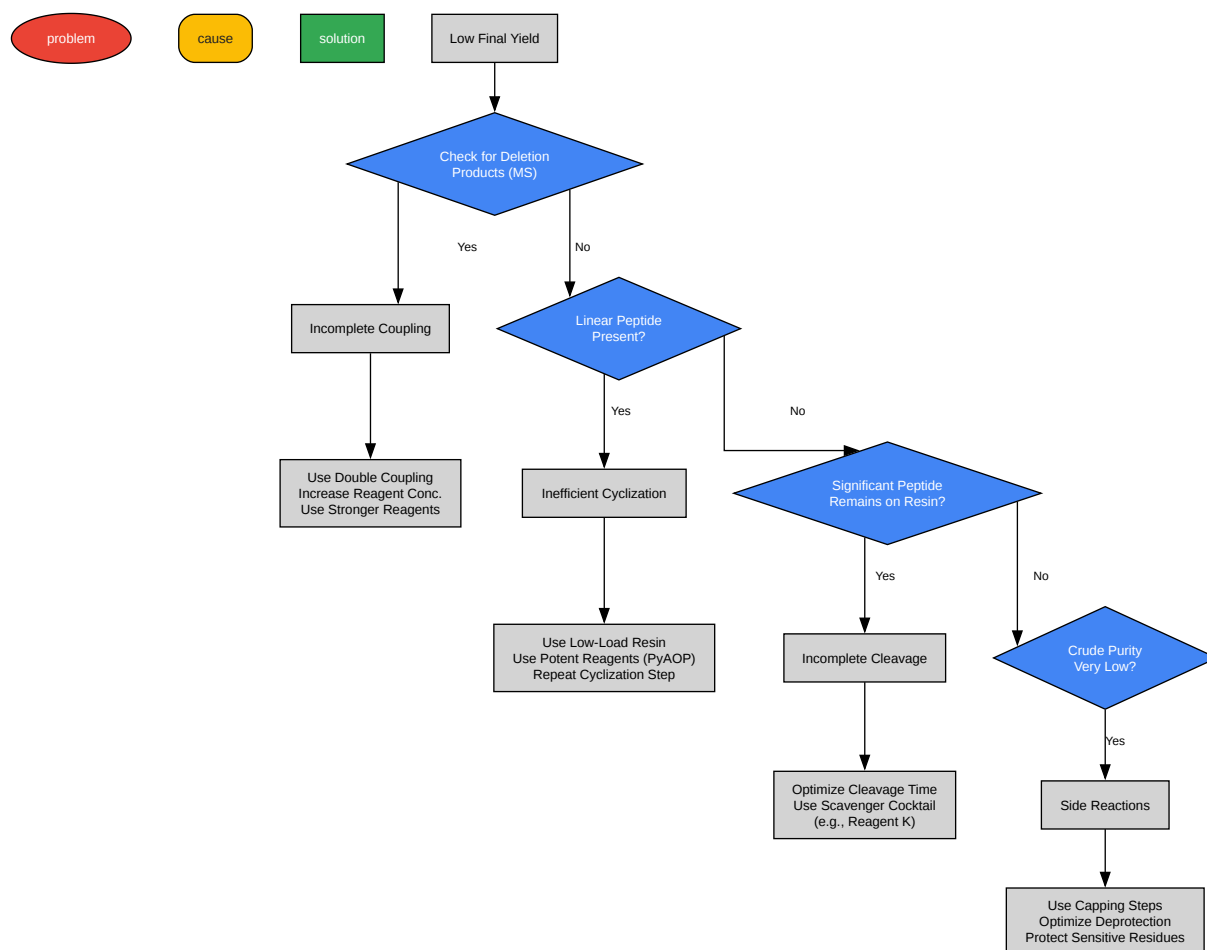 problem
cause
solution
Low Final Yield
Check for Deletion
Products (MS)
Yes
No
Incomplete Coupling
Linear Peptide
Present?
Yes
No
Use Double Coupling
Increase Reagent Conc.
Use Stronger Reagents
Inefficient Cyclization
Significant Peptide
Remains on Resin?
Yes
No
Use Low-Load Resin
Use Potent Reagents (PyAOP)
Repeat Cyclization Step
Incomplete Cleavage
Crude Purity
Very Low?
Yes
Optimize Cleavage Time
Use Scavenger Cocktail
(e.g., Reagent K)
Side Reactions
Use Capping Steps
Optimize Deprotection
Protect Sensitive Residues